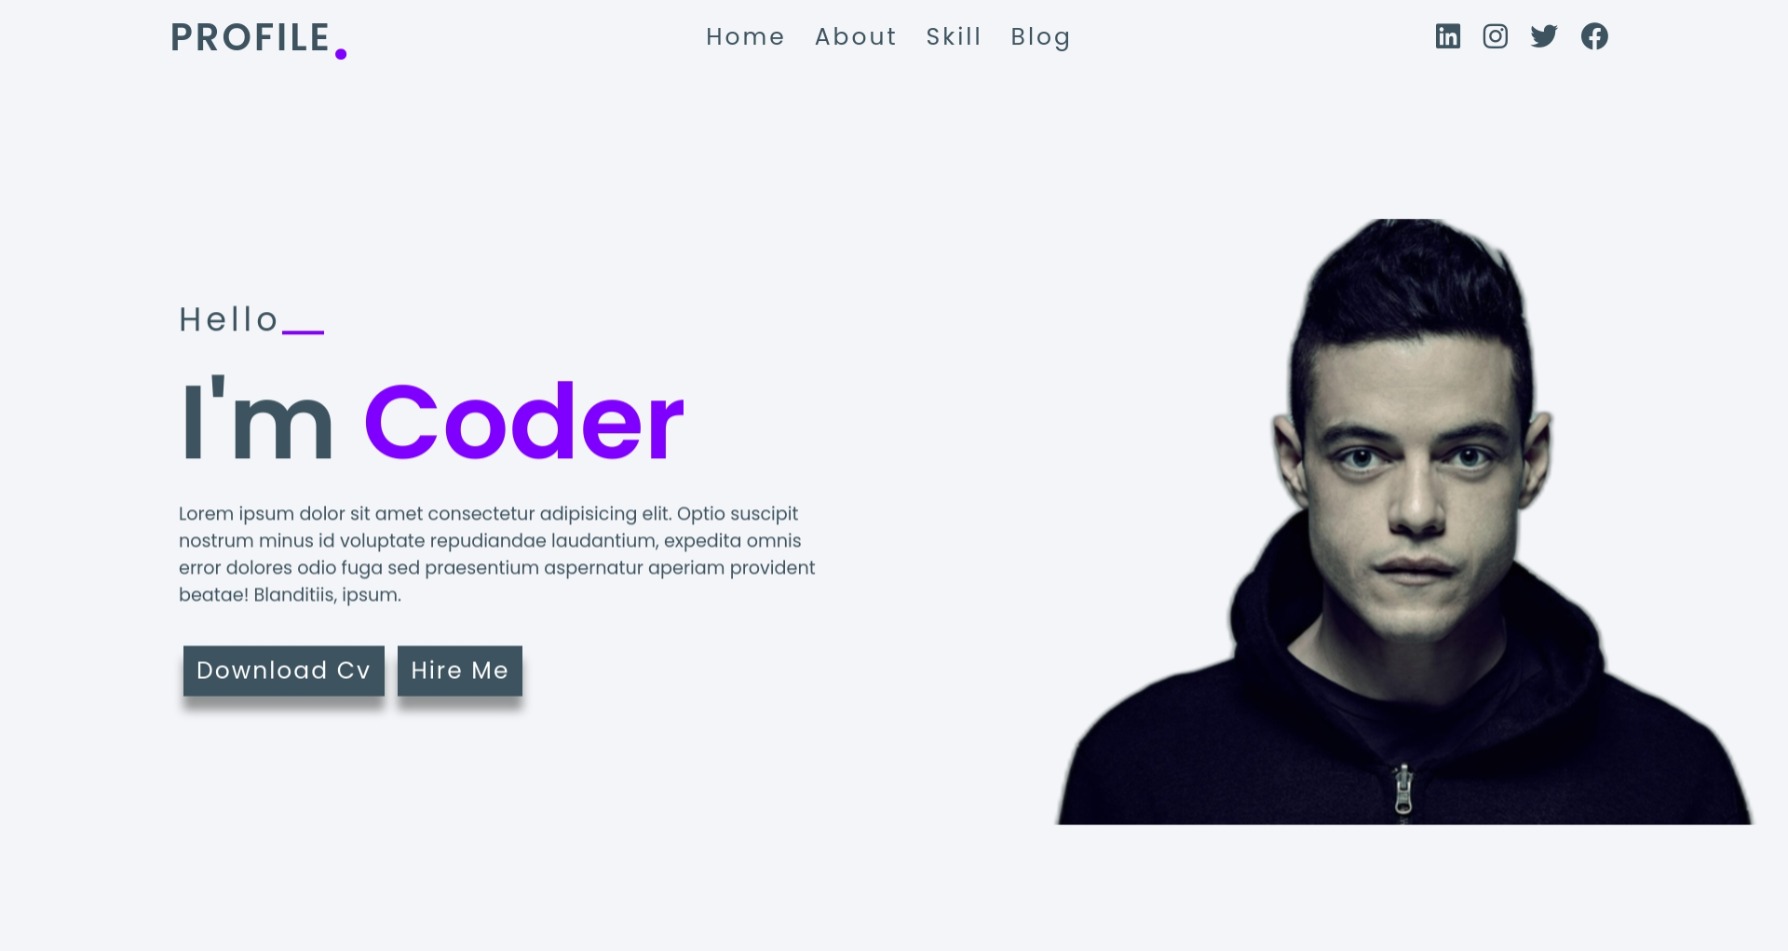 PROFILE.
Home About Skill Blog
Hello__
I'm Coder
Lorem ipsum dolor sit amet consectetur adipisicing elit. Optio suscipit
nostrum minus id voluptate repudiandae laudantium, expedita omnis
error dolores odio fuga sed praesentium aspernatur aperiam provident
beatae! Blanditiis, ipsum.
Download Cv Hire Me